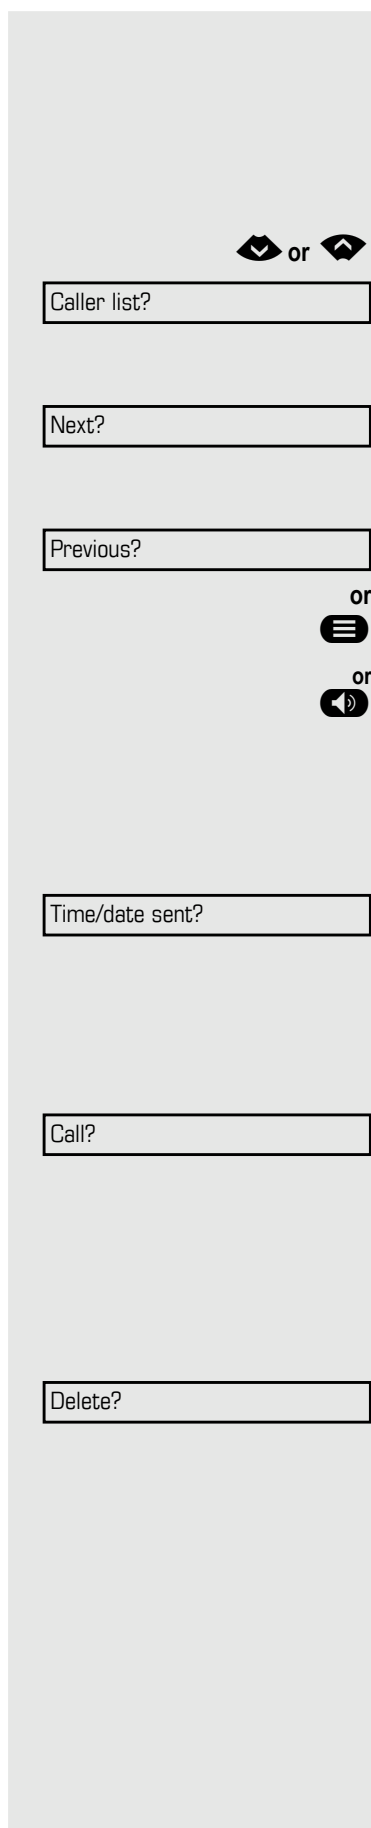 or
Caller list?
Next?
Previous?
or
or
Time/date sent?
Call?
Delete?